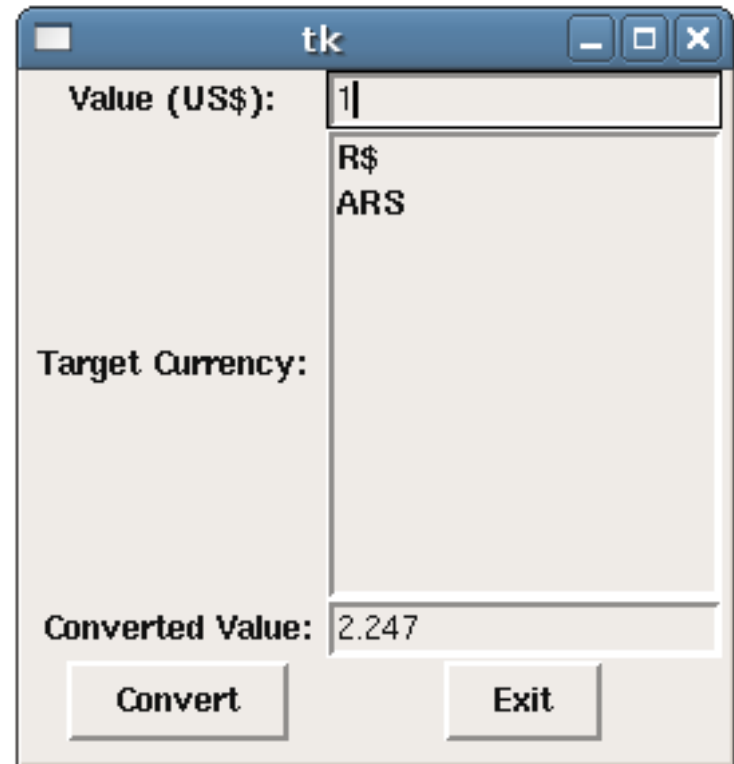 tk
Value (US$): 1
R$
ARS
Target Currency:
Converted Value: 2.247
Convert Exit